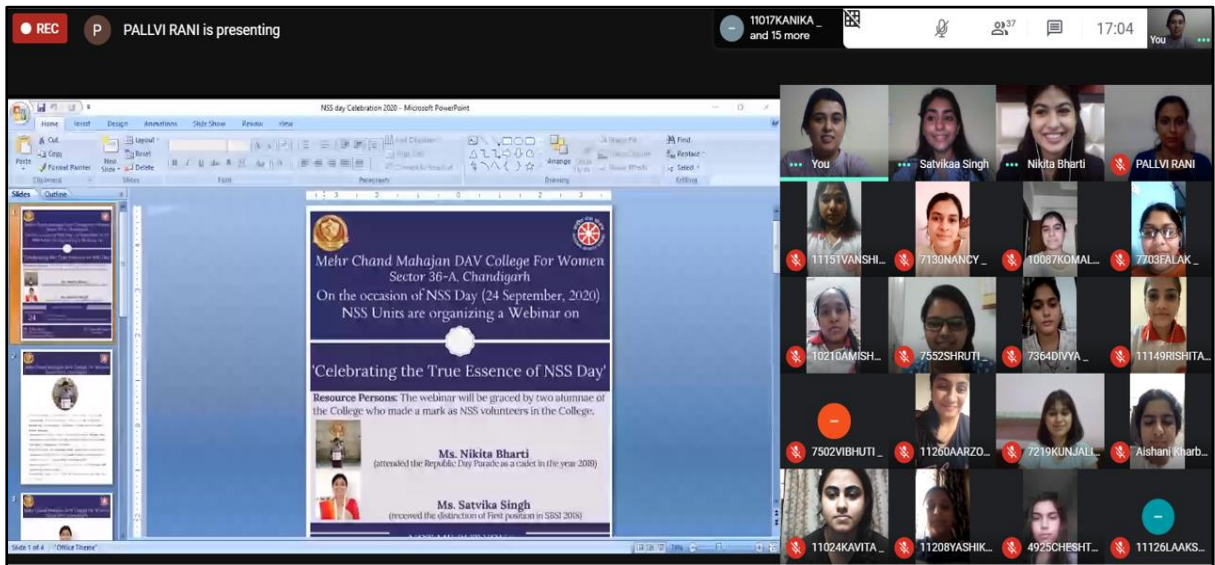 REC
P
PALLVI RANI is presenting
11017KANIKA _
and 15 more
37
17:04
You
NSS day Celebration 2020 - Microsoft PowerPoint
Home Insert Design Animations Slide Show Review View
Paste
Cut
Copy
Format Painter
Clipboard
New
Slide
Layout
Reset
Delete
Slides
Font
Paragraph
Arrange
Drawing
Find
Replace
Select
Editing
Slides Outline
Mehr Chand Mahajan DAV College For Women
Sector 36-A, Chandigarh
On the occasion of NSS Day (24 September, 2020)
NSS Units are organizing a Webinar on
'Celebrating the True Essence of NSS Day'
Resource Persons: The webinar will be graced by two alumnae of
the College who made a mark as NSS volunteers in the College.
Ms. Nikita Bharti
(attended the Republic Day Parade as a cadet in the year 2019)
Ms. Satvika Singh
(received the distinction of First position in SBSI 2018)
Slide 1 of 4 "Office Theme"
You
Satvikaa Singh
Nikita Bharti
PALLVI RANI
11151VANSHI...
7130NANCY _
10087KOMAL...
7703FALAK _
10210AMISH...
7552SHRUTI _
7364DIVYA _
11149RISHITA...
7502VIBHUTI _
11260AARZO...
7219KUNJALI...
Aishani Kharb...
11024KAVITA _
11208YASHIK...
4925CHESHT...
11126LAAKS...